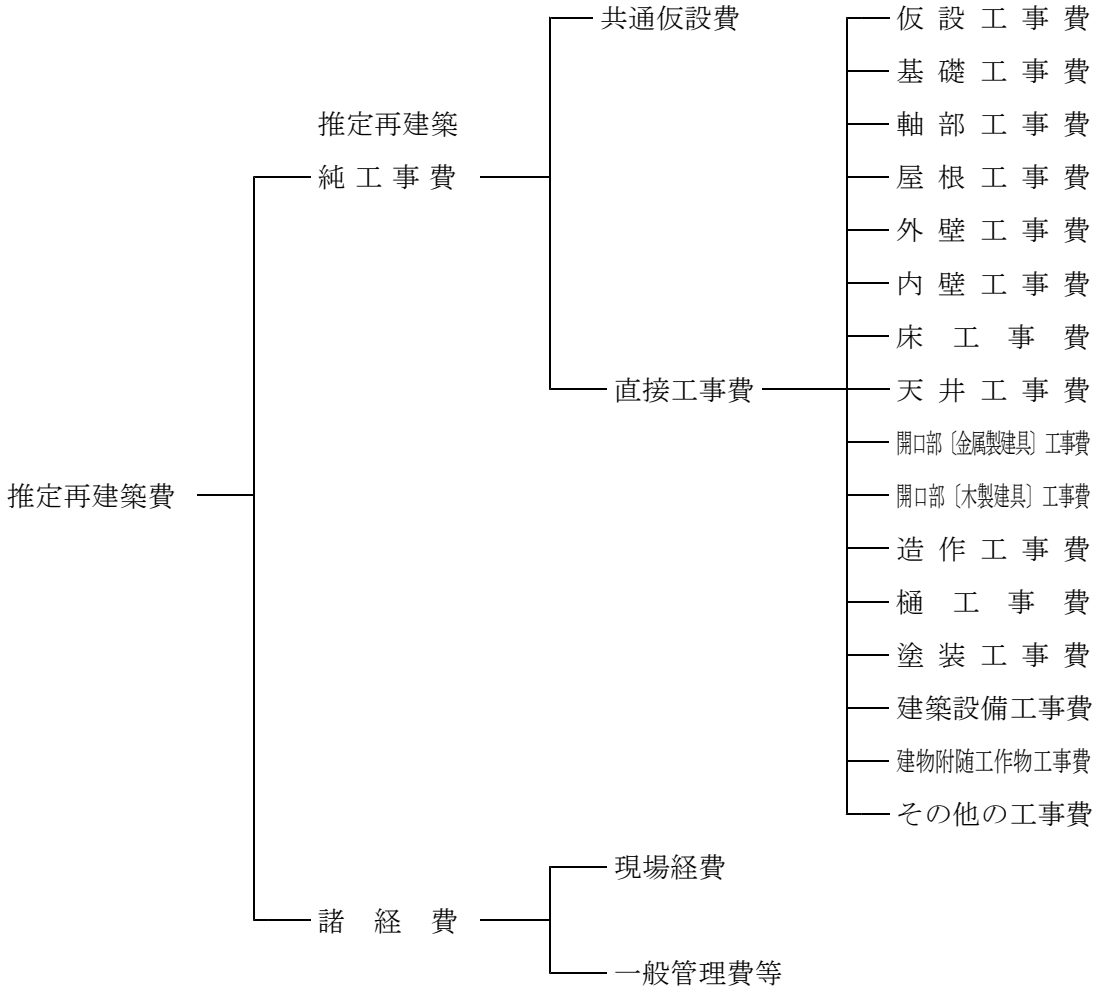 共通仮設費
仮設工事費
基礎工事費
推定再建築
軸部工事費
純工事費
屋根工事費
外壁工事費
内壁工事費
床工事費
直接工事費
天井工事費
開口部〔金属製建具〕工事費
推定再建築費
開口部〔木製建具〕工事費
造作工事費
樋工事費
塗装工事費
建築設備工事費
建物附随工作物工事費
その他の工事費
現場経費
諸経費
一般管理費等